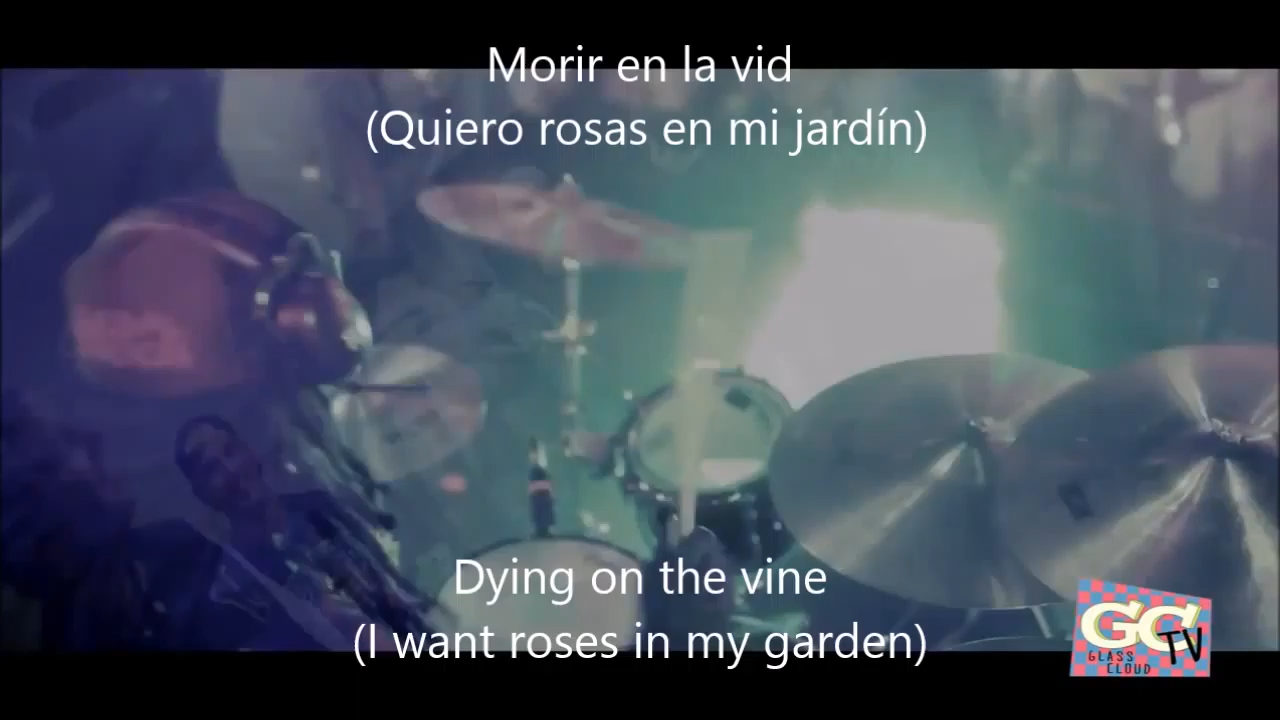 Morir en la vid
(Quiero rosas en mi jardín)
Dying on the vine
(I want roses in my garden)
GC
TV
GLASS
CLOUD